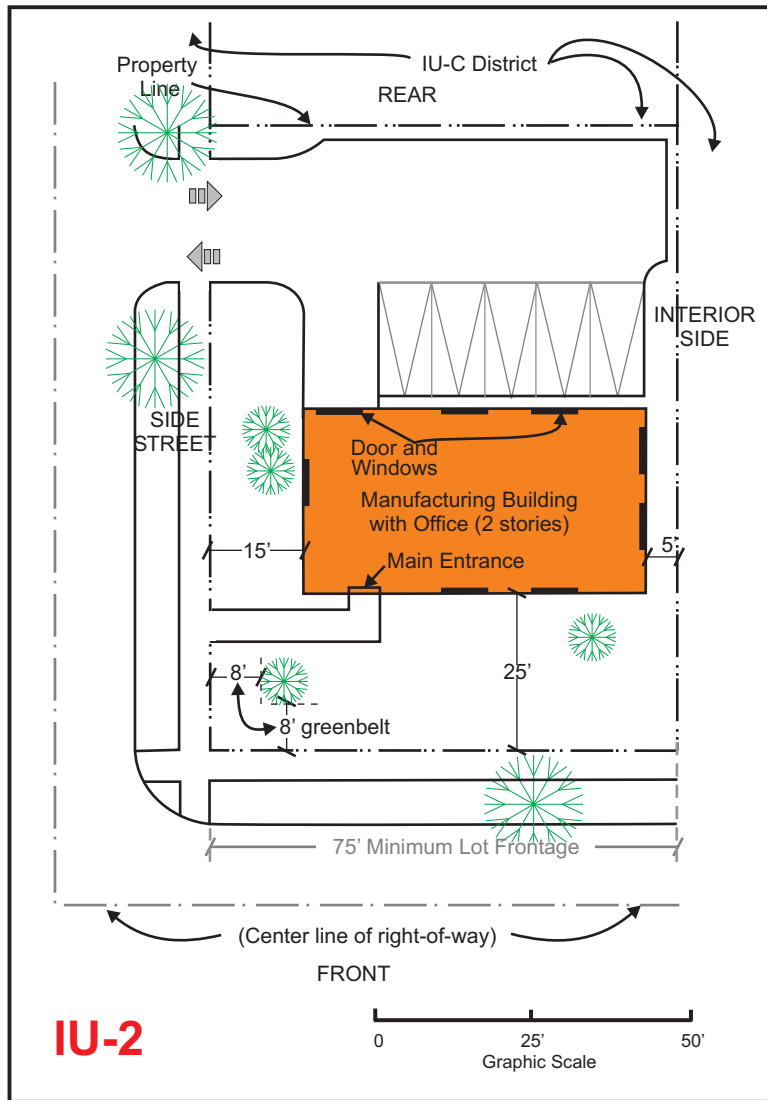 Property
Line
IU-C District
REAR
INTERIOR
SIDE
SIDE
STREET
Door and
Windows
Manufacturing Building
with Office (2 stories)
Main Entrance
15’
5’
25’
8’
8’ greenbelt
75’ Minimum Lot Frontage
(Center line of right-of-way)
FRONT
IU-2
0
25’
50’
Graphic Scale